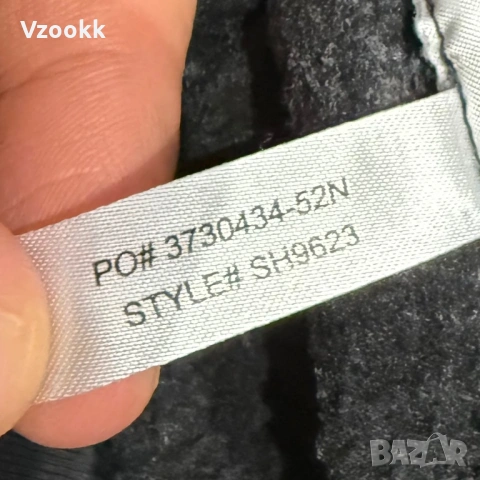 Vzookk
PO# 3730434-52N
STYLE# SH9623
BAZAR